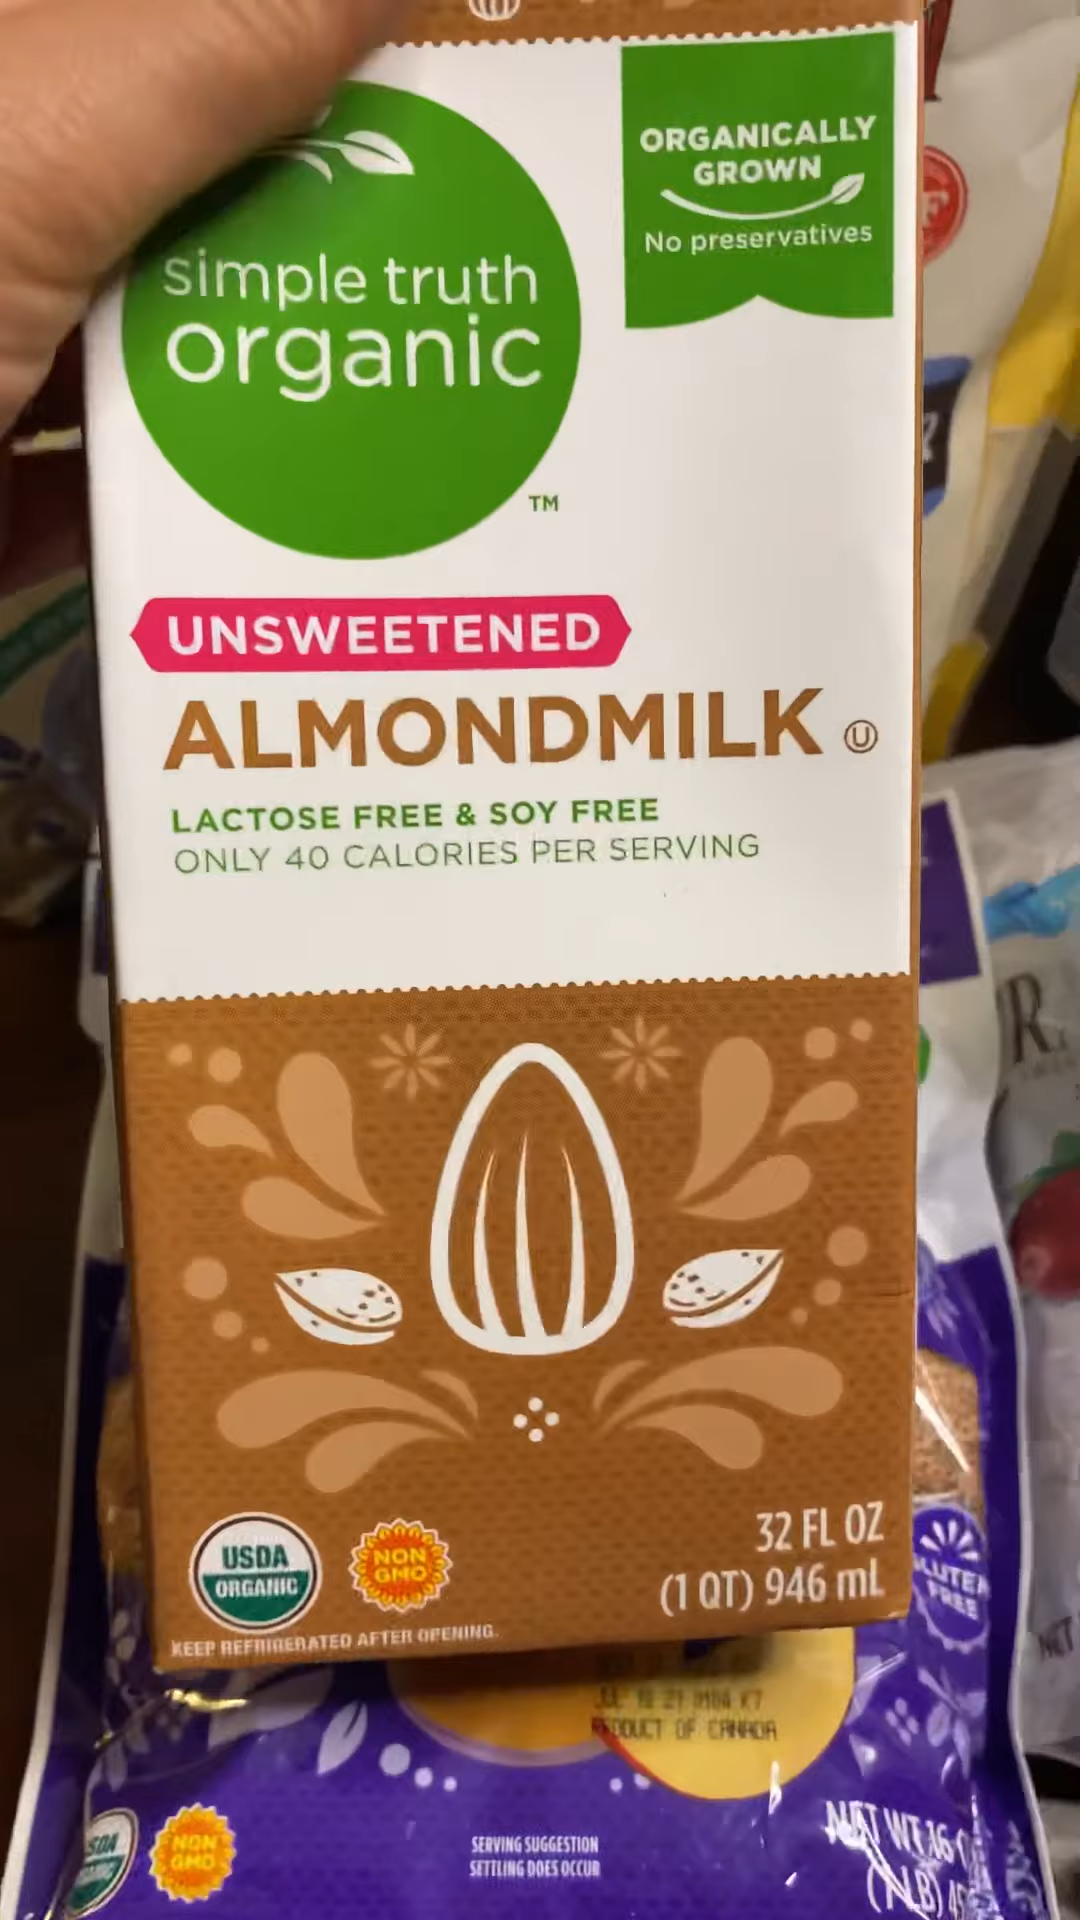 simple truth
organic
TM
ORGANICALLY
GROWN
No preservatives
UNSWEETENED
ALMONDMILK U
LACTOSE FREE & SOY FREE
ONLY 40 CALORIES PER SERVING
USDA
ORGANIC
NON
GMO
32 FL OZ
(1 QT) 946 mL
KEEP REFRIGERATED AFTER OPENING.
GLUTEN
FREE
PRODUCT OF CANADA
NON
GMO
SERVING SUGGESTION
SETTLING DOES OCCUR
NET WT 16
(1 LB)